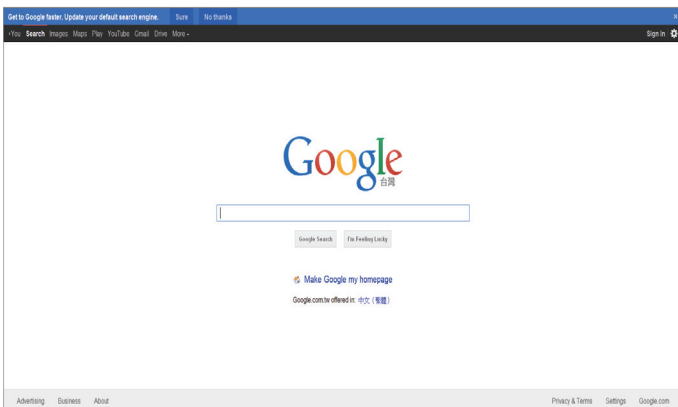 Get to Google faster. Update your default search engine. Sure No thanks x
+You Search Images Maps Play YouTube Gmail Drive More Sign in
Google
台灣
Google Search I'm Feeling Lucky
Make Google my homepage
Google.com.tw offered in: 中文 (繁體)
Advertising Business About Privacy & Terms Settings Google.com